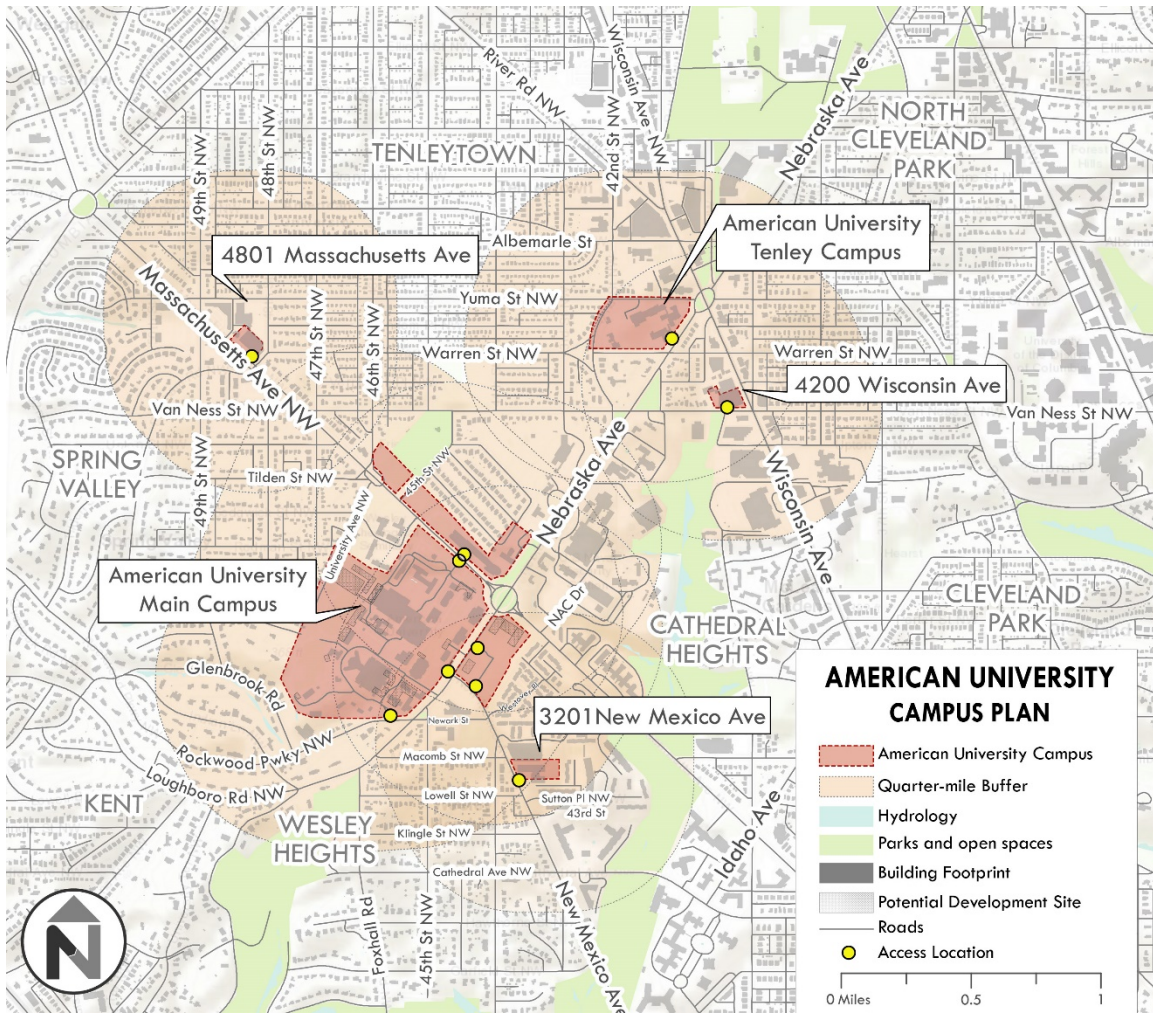 River Rd NW
Wisconsin Ave NW
42nd St NW
Nebraska Ave
NORTH
CLEVELAND
PARK
TENLEYTOWN
49th St NW
48th St NW
American University
Tenley Campus
Albemarle St
4801 Massachusetts Ave
Massachusetts Ave NW
Yuma St NW
47th St NW
46th St NW
Warren St NW
Warren St NW
4200 Wisconsin Ave
Van Ness St NW
Van Ness St NW
SPRING
VALLEY
49th St NW
Tilden St NW
45th St NW
Nebraska Ave
Wisconsin Ave
University Ave NW
American University
Main Campus
NAC Dr
CATHEDRAL
HEIGHTS
CLEVELAND
PARK
Glenbrook Rd
Westover Pl
Newark St
3201New Mexico Ave
Rockwood Pwky NW
Macomb St NW
Loughboro Rd NW
Lowell St NW
Sutton Pl NW
43rd St
KENT
WESLEY
HEIGHTS
Klingle St NW
Idaho Ave
Cathedral Ave NW
Foxhall Rd
45th St NW
New Mexico Ave
N
AMERICAN UNIVERSITY
CAMPUS PLAN
American University Campus
Quarter-mile Buffer
Hydrology
Parks and open spaces
Building Footprint
Potential Development Site
Roads
Access Location
0 Miles
0.5
1